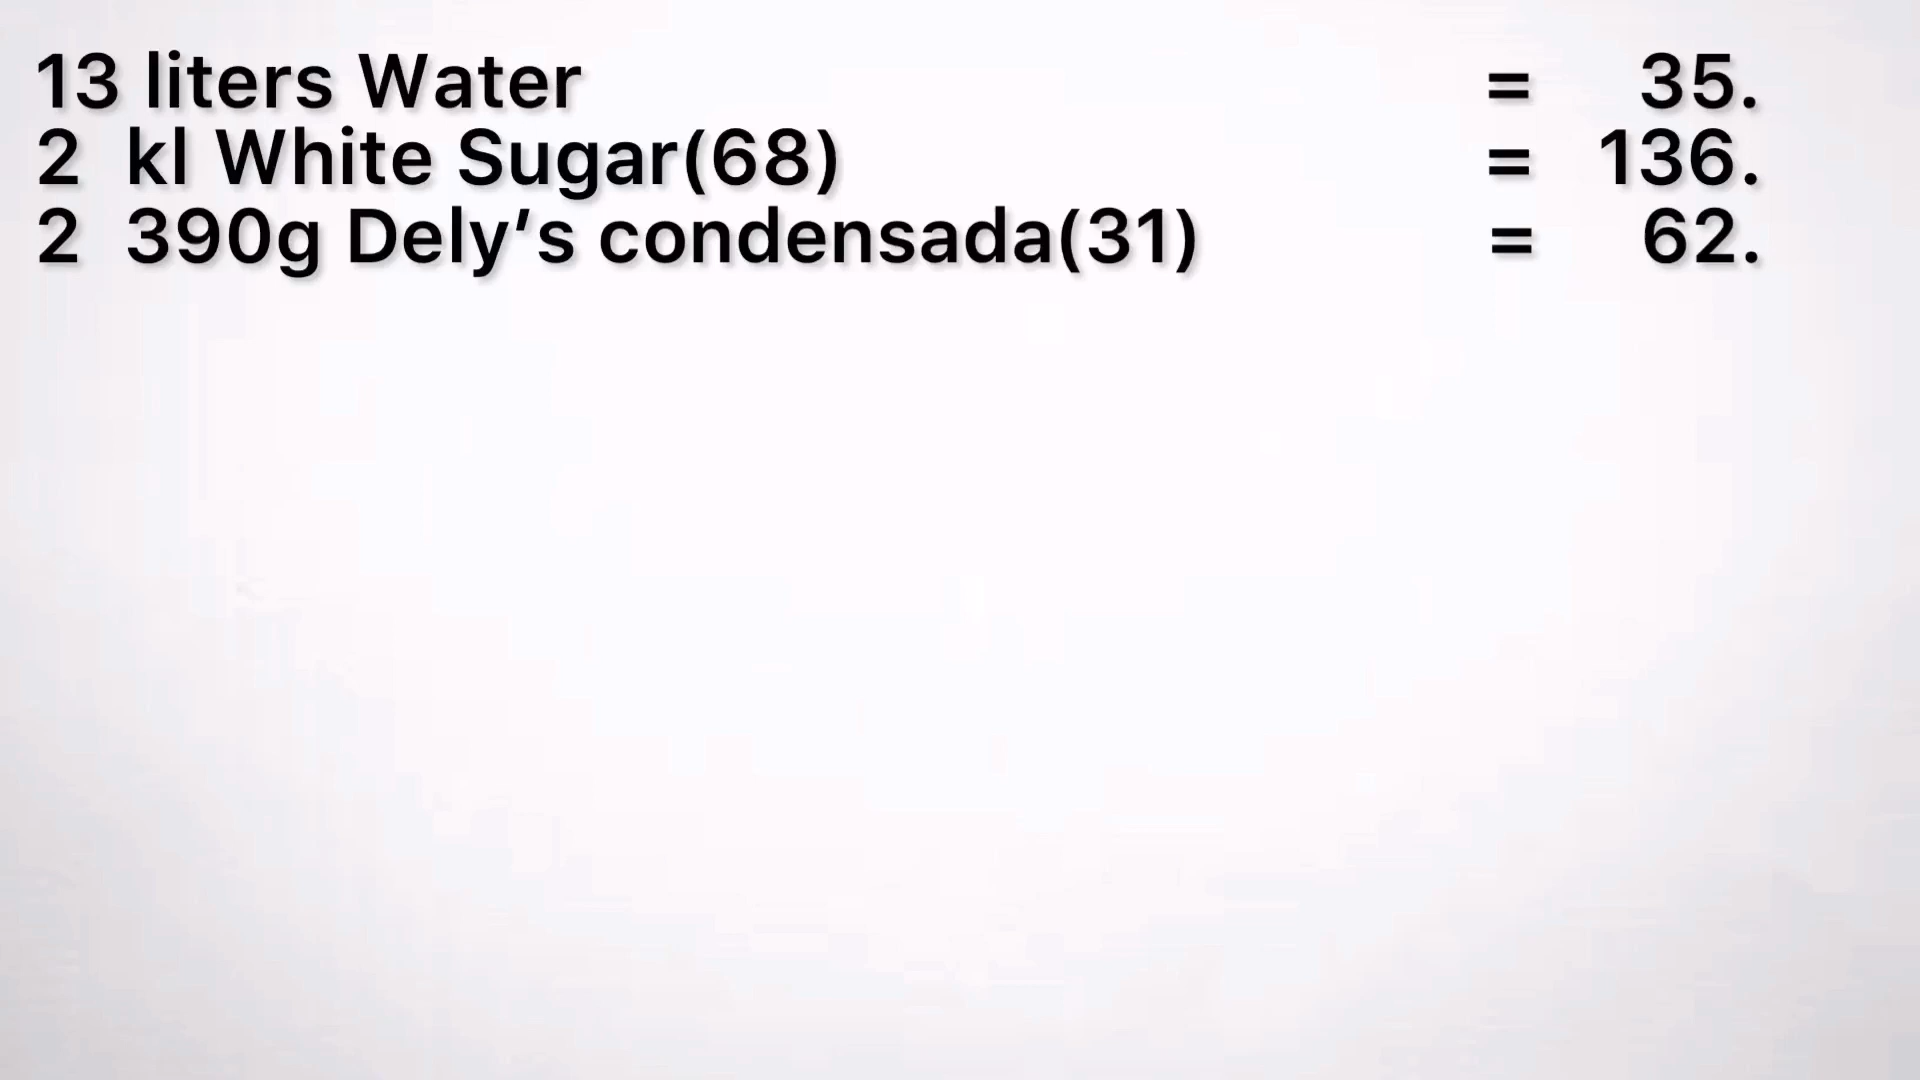 13 liters Water = 35.
2 kl White Sugar(68) = 136.
2 390g Dely’s condensada(31) = 62.